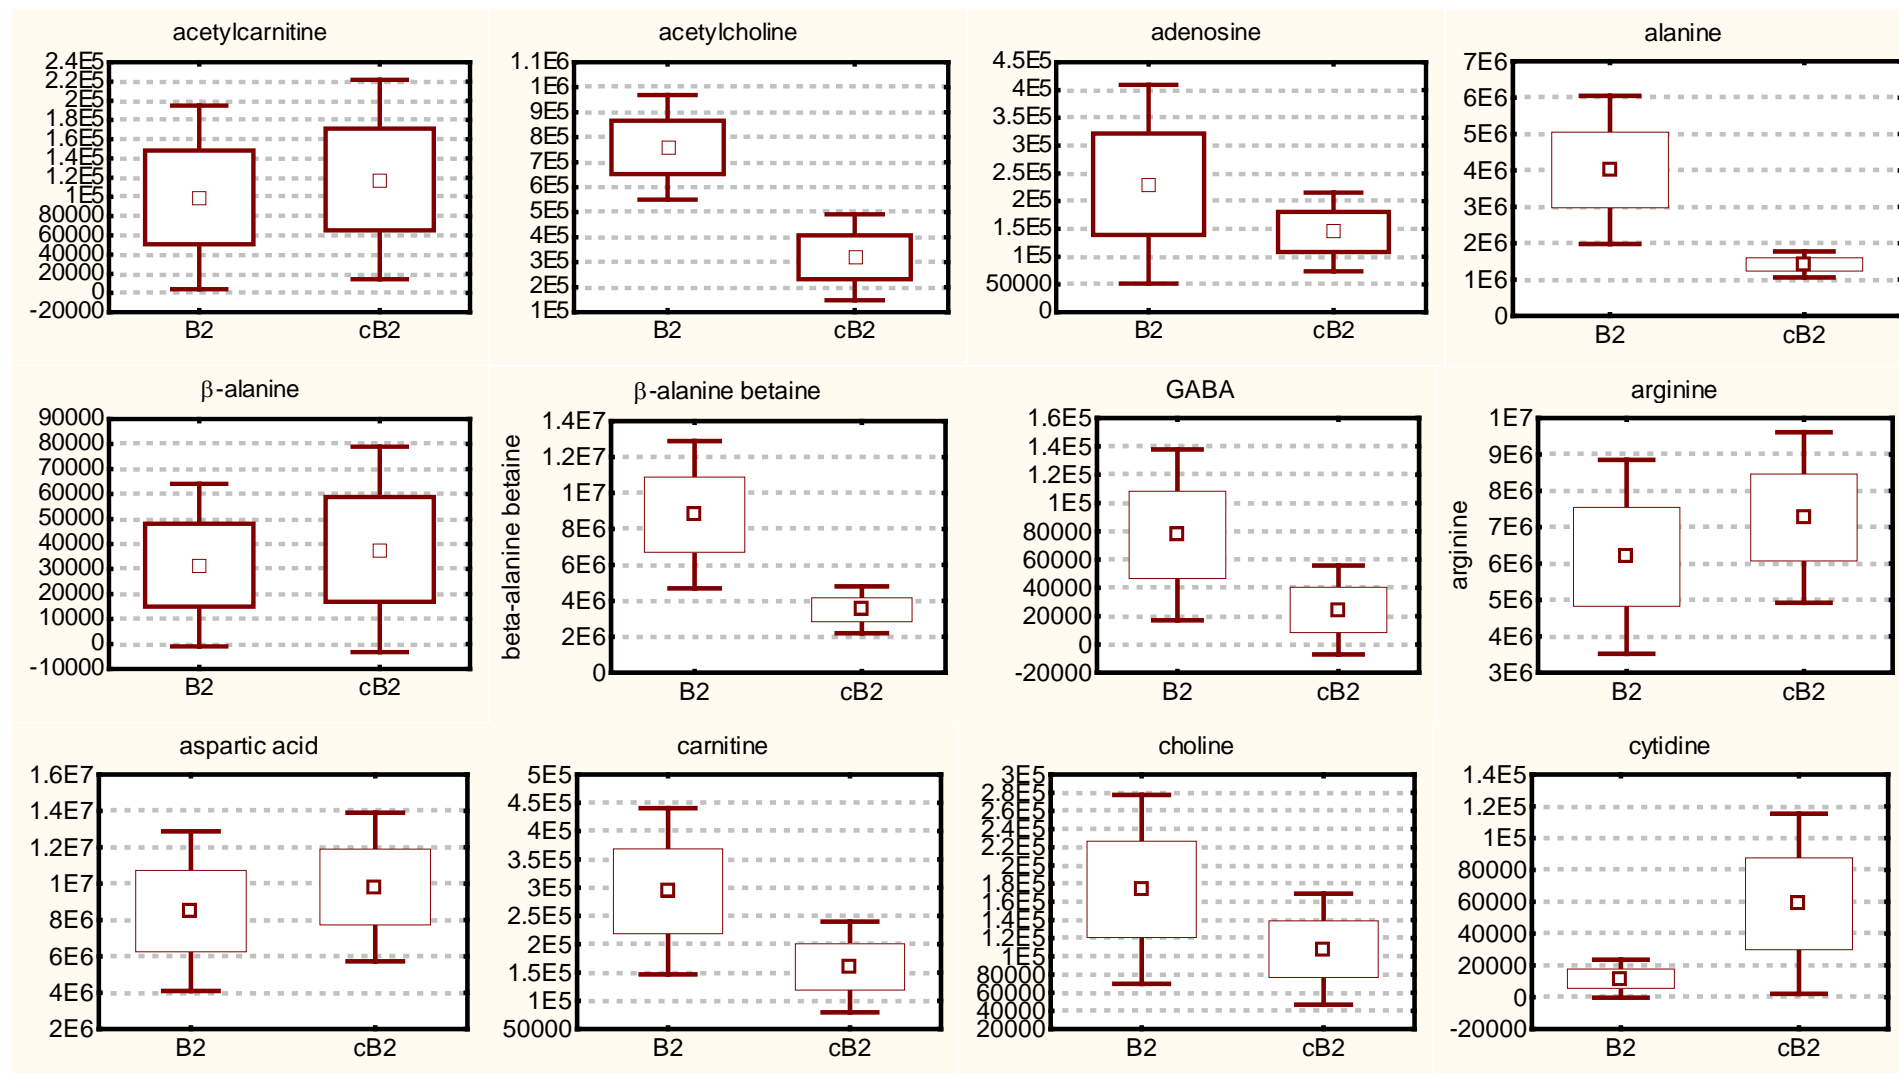 acetylcarnitine
2.4E5
2.2E5
2E5
1.8E5
1.6E5
1.4E5
1.2E5
1E5
80000
60000
40000
20000
0
-20000
B2 cB2
acetylcholine
1.1E6
1E6
9E5
8E5
7E5
6E5
5E5
4E5
3E5
2E5
1E5
B2 cB2
adenosine
4.5E5
4E5
3.5E5
3E5
2.5E5
2E5
1.5E5
1E5
50000
0
B2 cB2
alanine
7E6
6E6
5E6
4E6
3E6
2E6
1E6
0
B2 cB2
β-alanine
90000
80000
70000
60000
50000
40000
30000
20000
10000
0
-10000
B2 cB2
β-alanine betaine
beta-alanine betaine
1.4E7
1.2E7
1E7
8E6
6E6
4E6
2E6
0
B2 cB2
GABA
1.6E5
1.4E5
1.2E5
1E5
80000
60000
40000
20000
0
-20000
B2 cB2
arginine
arginine
1E7
9E6
8E6
7E6
6E6
5E6
4E6
3E6
B2 cB2
aspartic acid
1.6E7
1.4E7
1.2E7
1E7
8E6
6E6
4E6
2E6
B2 cB2
carnitine
5E5
4.5E5
4E5
3.5E5
3E5
2.5E5
2E5
1.5E5
1E5
50000
B2 cB2
choline
3E5
2.8E5
2.6E5
2.4E5
2.2E5
2E5
1.8E5
1.6E5
1.4E5
1.2E5
1E5
80000
60000
40000
20000
B2 cB2
cytidine
1.4E5
1.2E5
1E5
80000
60000
40000
20000
0
-20000
B2 cB2